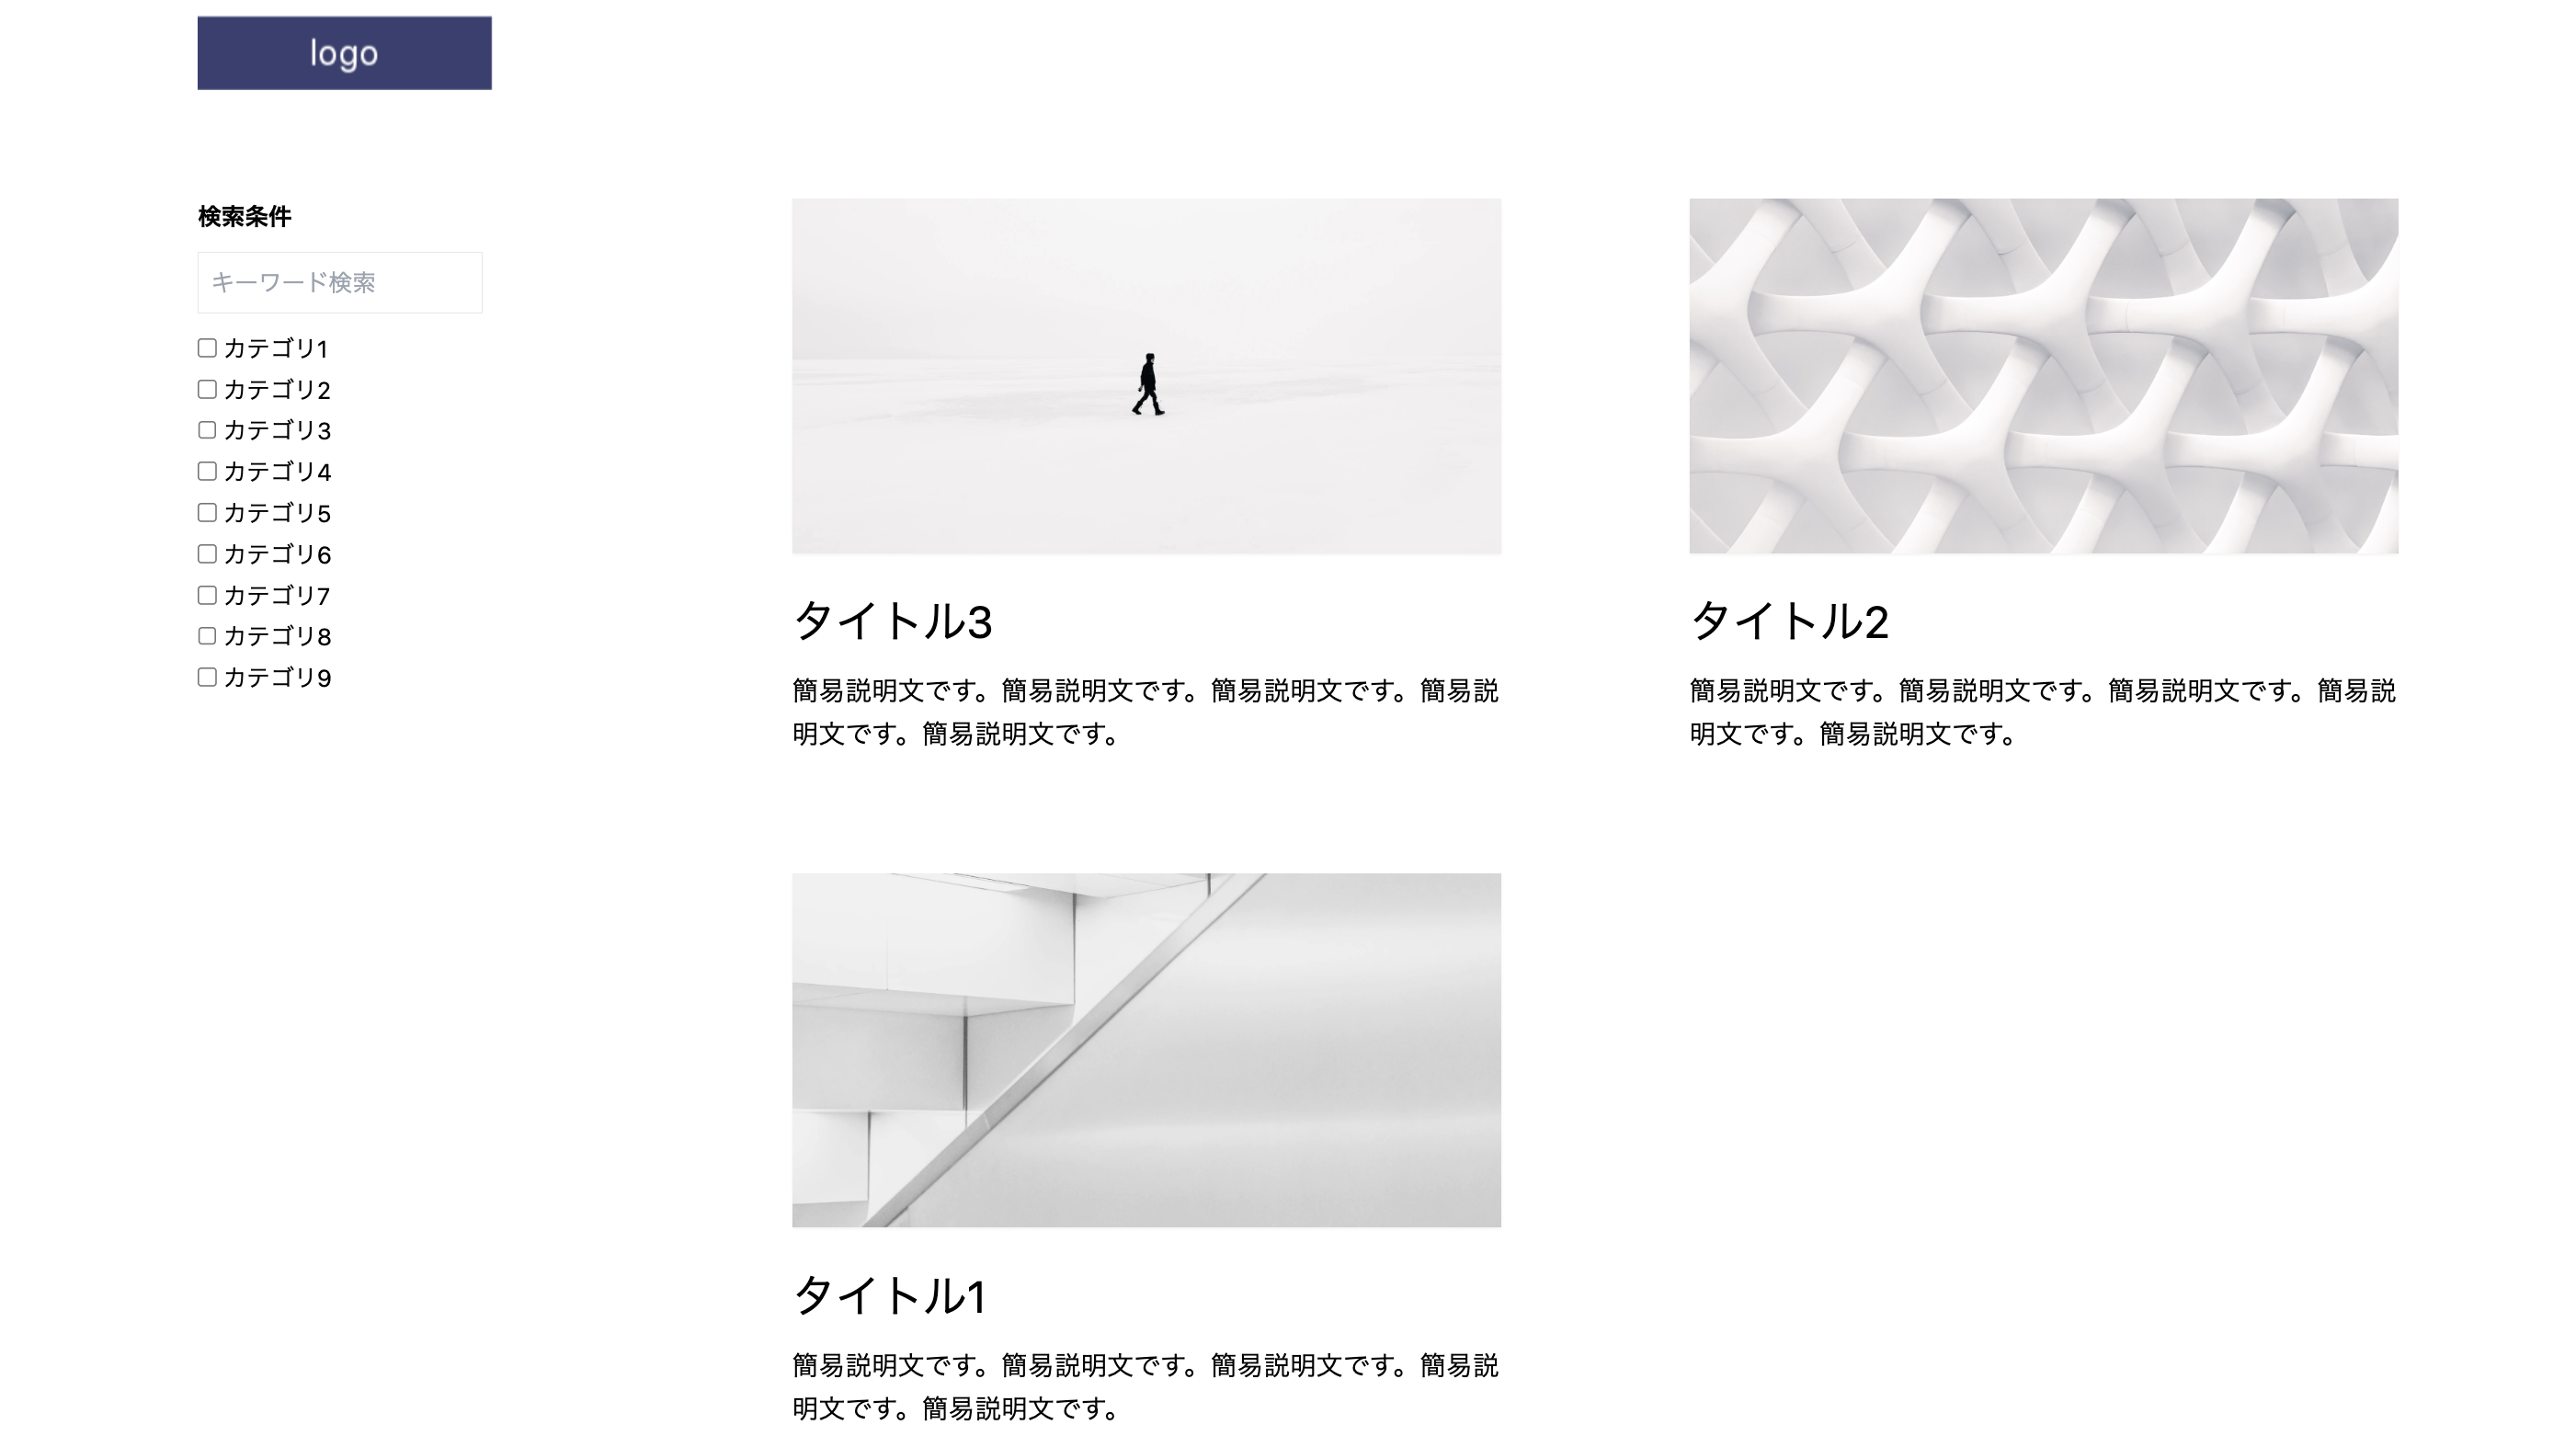 logo
検索条件
キーワード検索
カテゴリ1
カテゴリ2
カテゴリ3
カテゴリ4
カテゴリ5
カテゴリ6
カテゴリ7
カテゴリ8
カテゴリ9
タイトル3
簡易説明文です。簡易説明文です。簡易説明文です。簡易説
明文です。簡易説明文です。
タイトル2
簡易説明文です。簡易説明文です。簡易説明文です。簡易説
明文です。簡易説明文です。
タイトル1
簡易説明文です。簡易説明文です。簡易説明文です。簡易説
明文です。簡易説明文です。